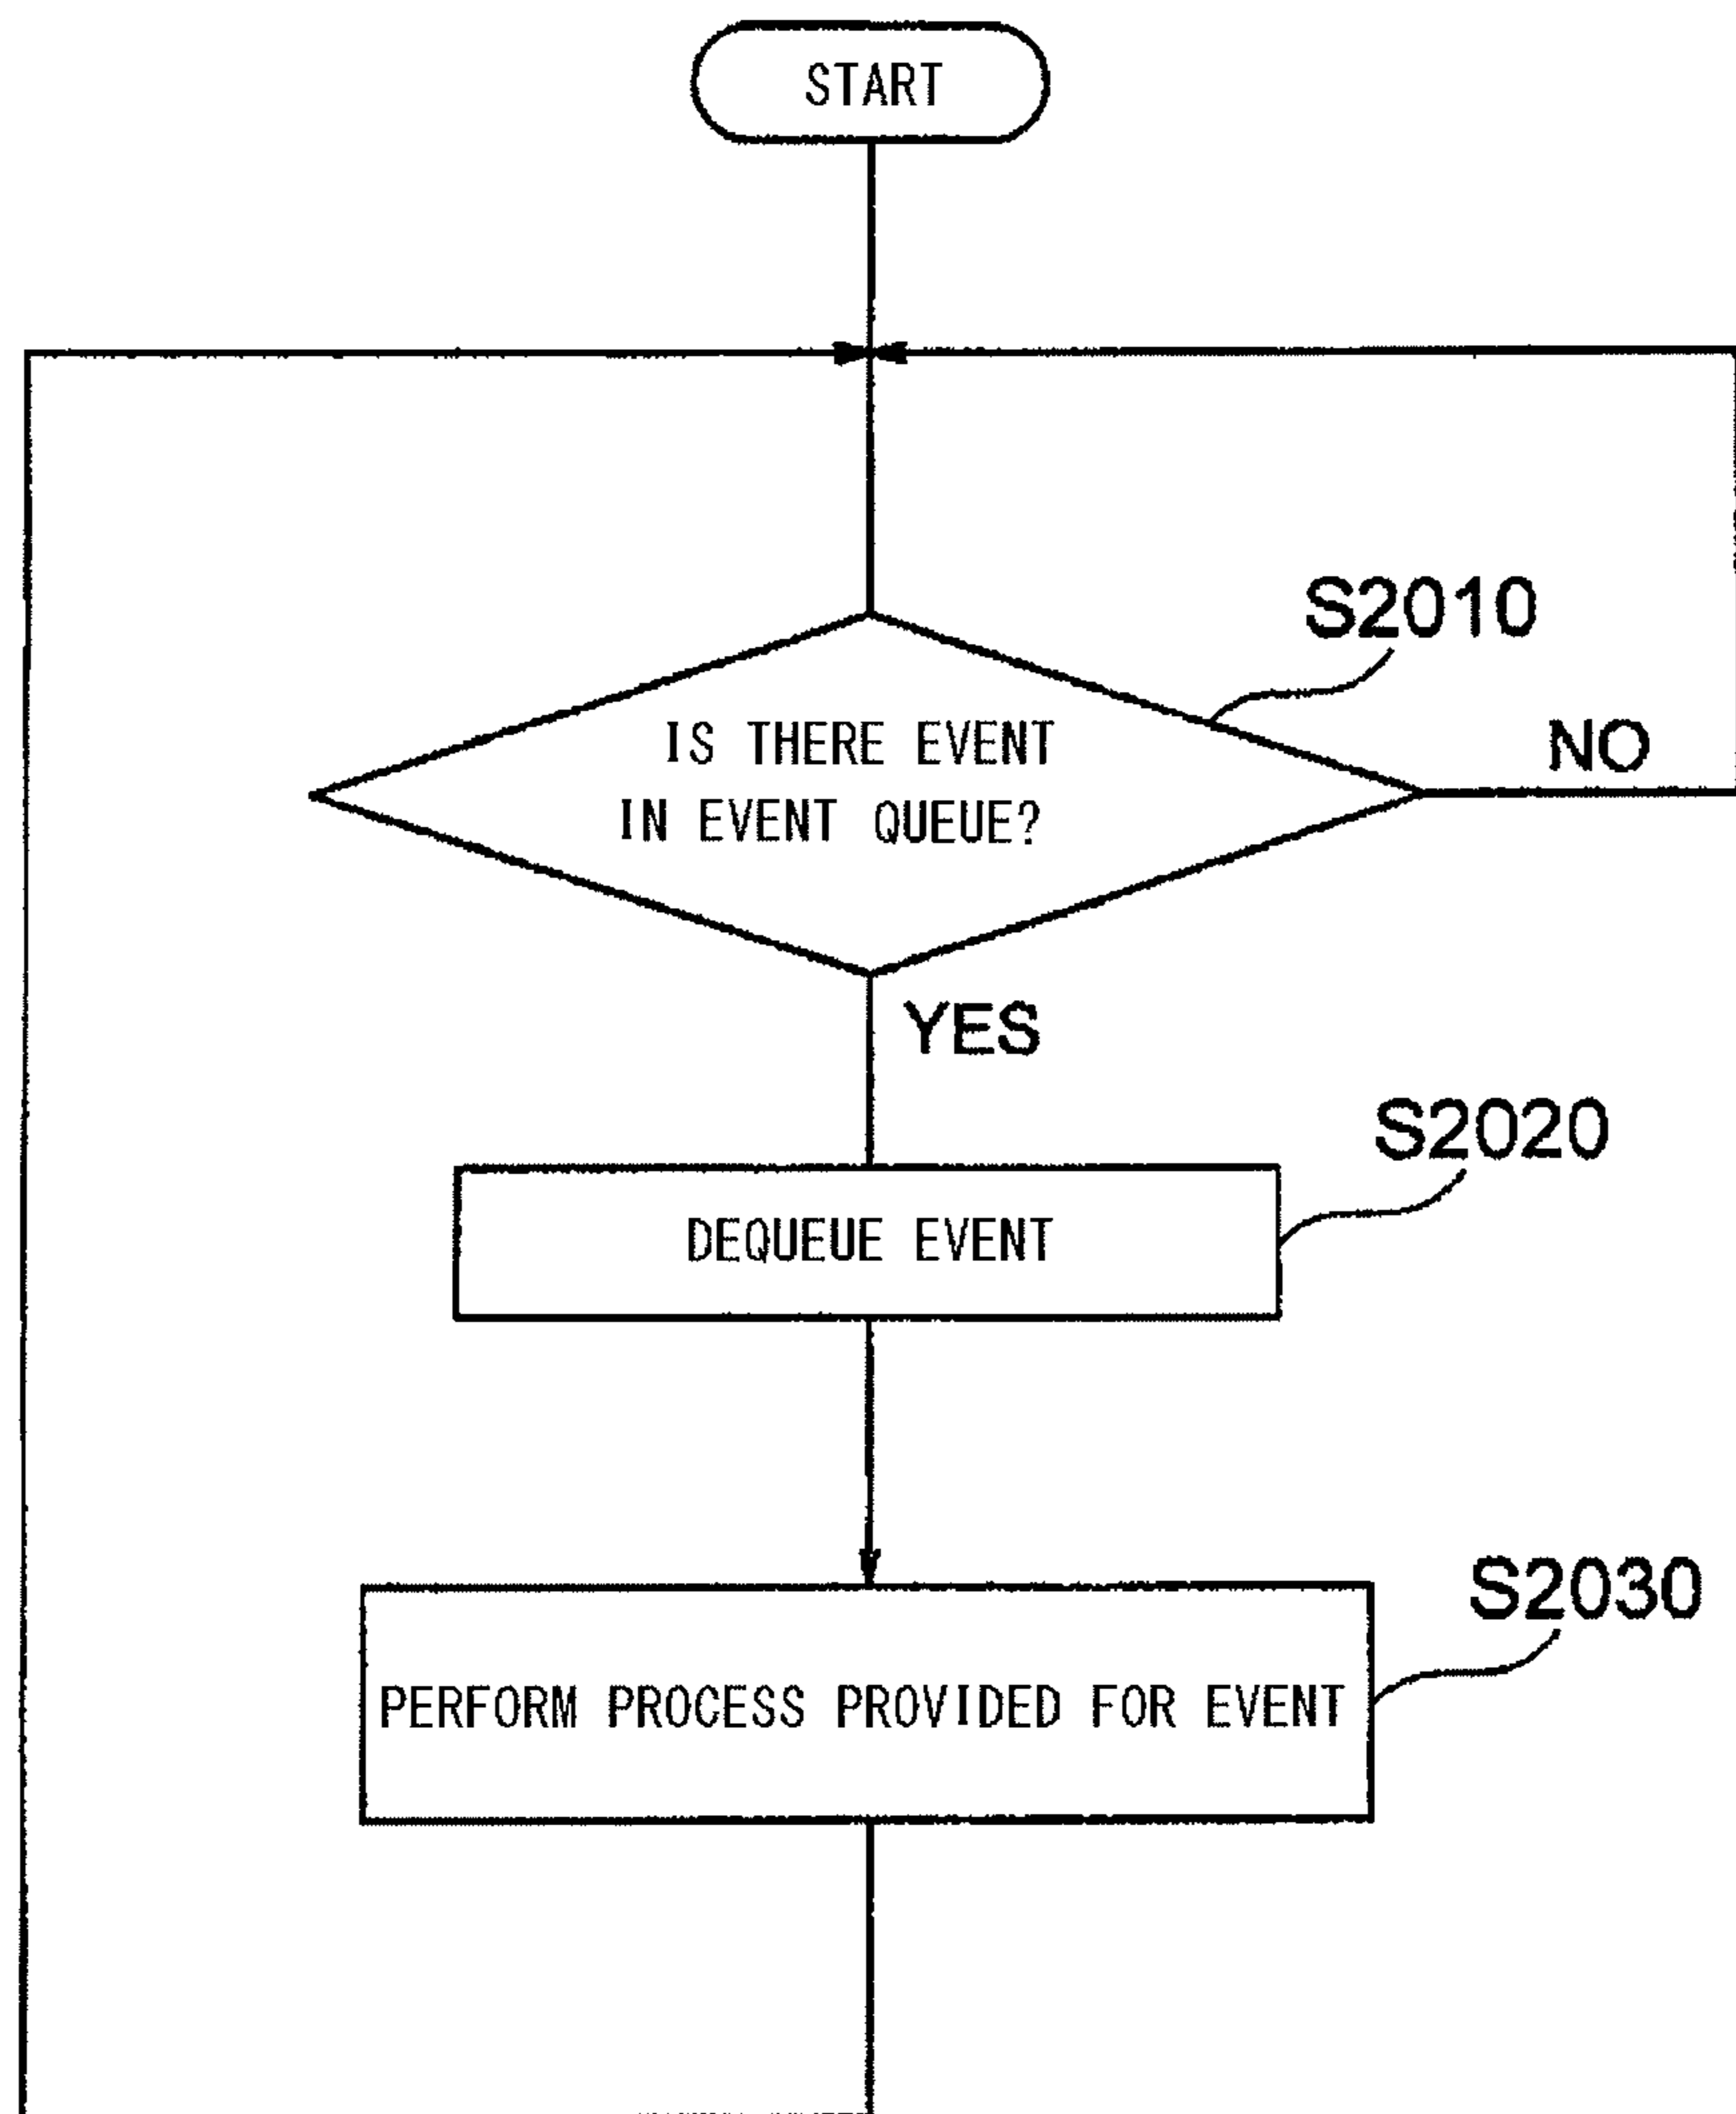 START
S2010
IS THERE EVENT
IN EVENT QUEUE?
NO
YES
S2020
DEQUEUE EVENT
S2030
PERFORM PROCESS PROVIDED FOR EVENT